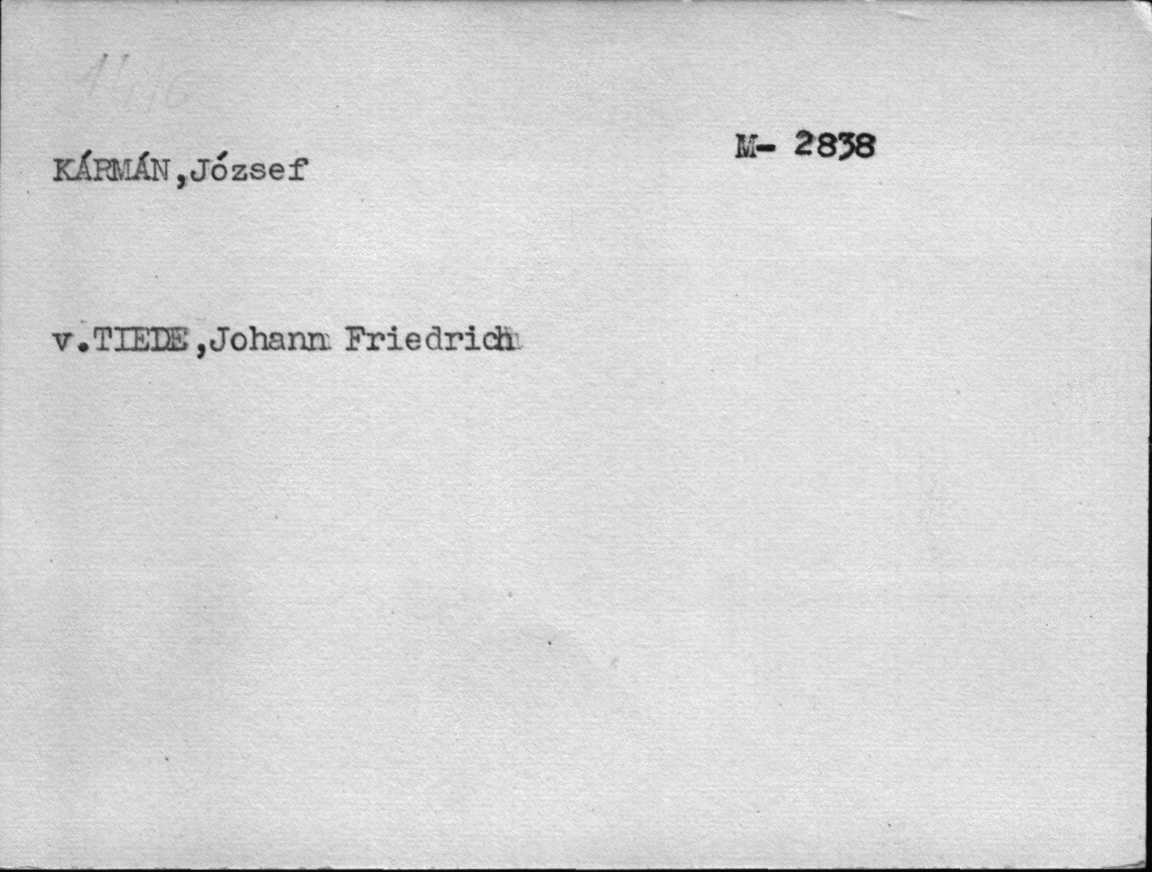 M- 2838
KÁRMÁN,József
v.TIEDE,Johann Friedrich